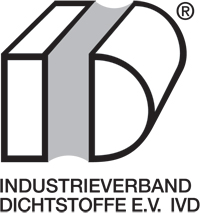 ®
INDUSTRIEVERBAND
DICHTSTOFFE E.V. IVD